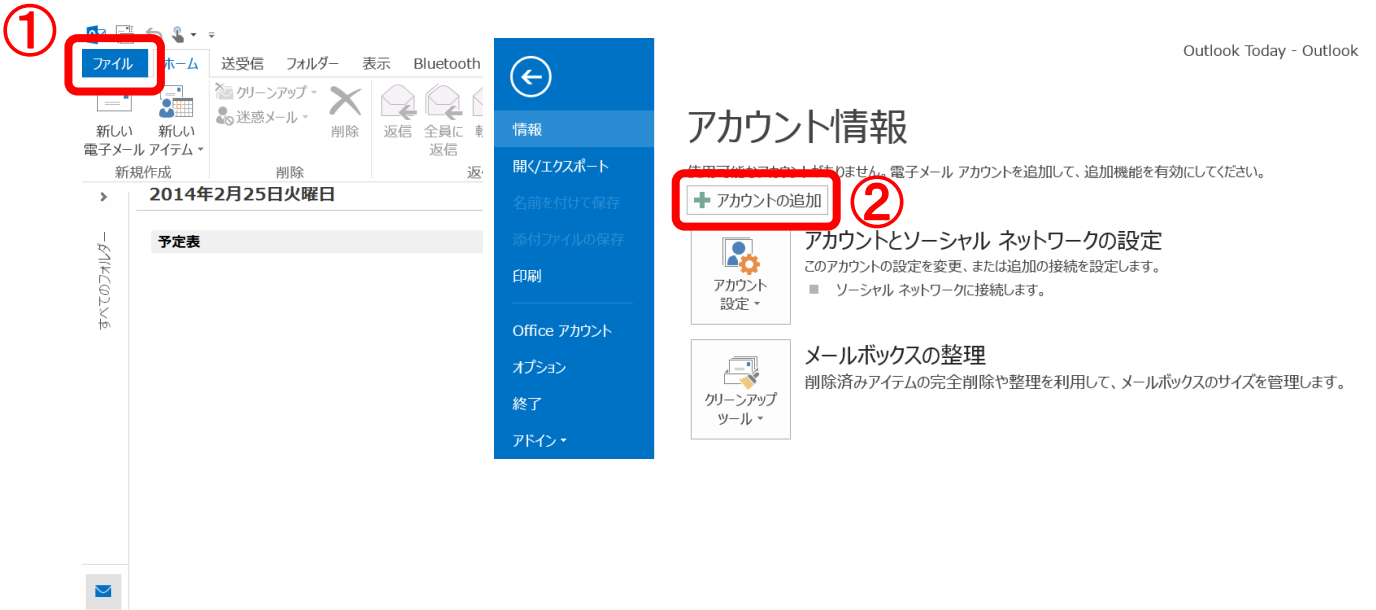 ①
ファイル ホーム 送受信 フォルダー 表示 Bluetooth
クリーンアップ
迷惑メール
新しい
電子メール
新しい
アイテム
削除
返信
全員に
返信
新規作成
削除
2014年2月25日火曜日
予定表
すべてのフォルダー
情報
開く/エクスポート
名前を付けて保存
添付ファイルの保存
印刷
Office アカウント
オプション
終了
アドイン
Outlook Today - Outlook
アカウント情報
使用可能なアカウントがありません。電子メール アカウントを追加して、追加機能を有効にしてください。
アカウントの追加
②
アカウント
設定
アカウントとソーシャル ネットワークの設定
このアカウントの設定を変更、または追加の接続を設定します。
ソーシャル ネットワークに接続します。
クリーンアップ
ツール
メールボックスの整理
削除済みアイテムの完全削除や整理を利用して、メールボックスのサイズを管理します。